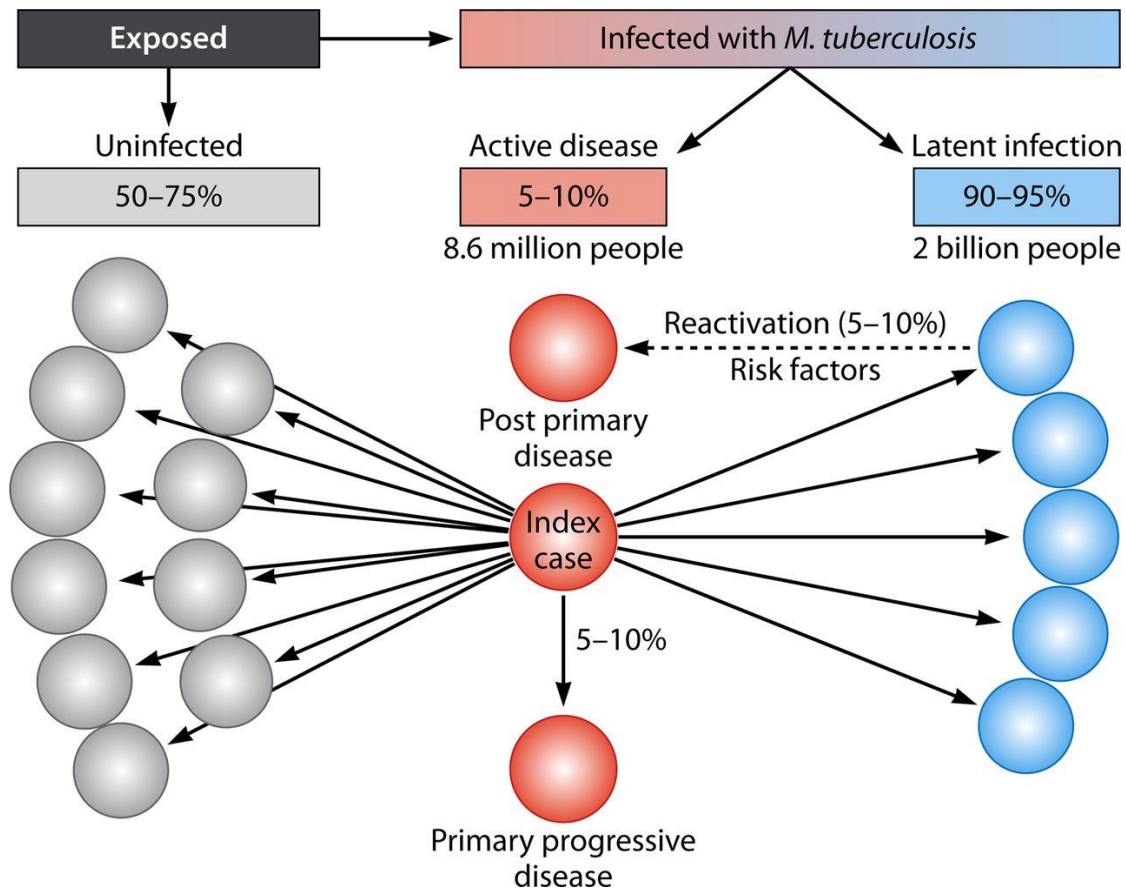 Exposed
Infected with M. tuberculosis
Uninfected
50–75%
Active disease
5–10%
8.6 million people
Latent infection
90–95%
2 billion people
Reactivation (5–10%)
Risk factors
Post primary
disease
Index
case
5–10%
Primary progressive
disease